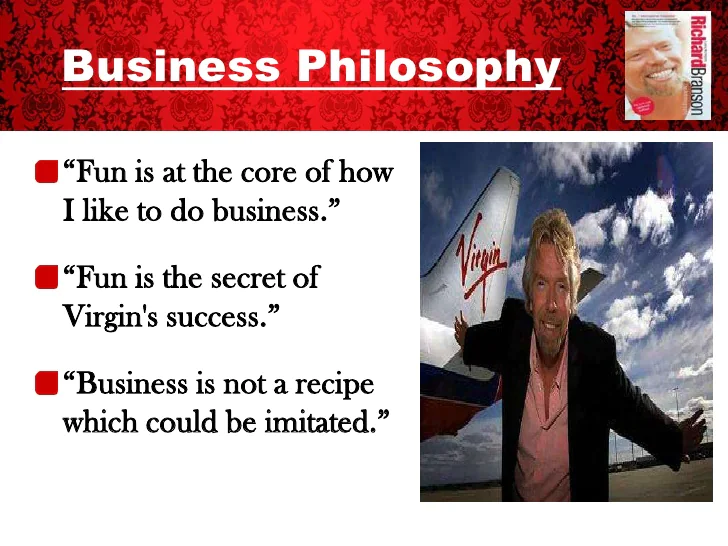 Business Philosophy
Richard Branson
“Fun is at the core of how
I like to do business.”
“Fun is the secret of
Virgin's success.”
“Business is not a recipe
which could be imitated.”
Virgin